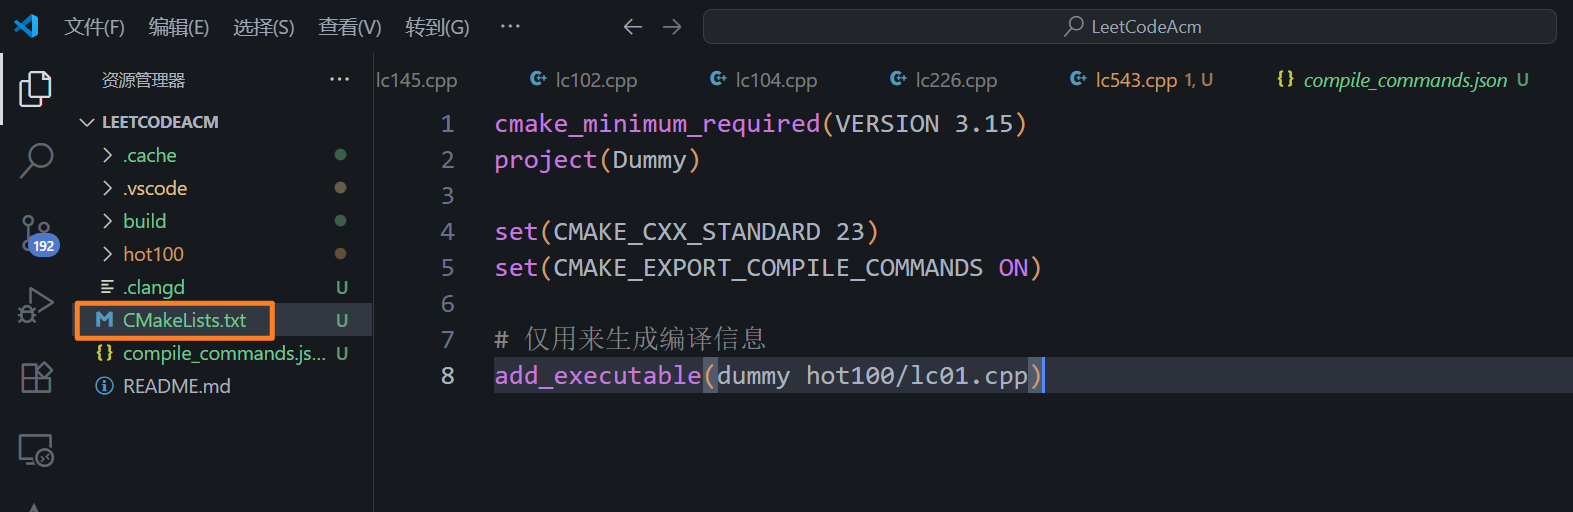 文件(F) 编辑(E) 选择(S) 查看(V) 转到(G) ··· LeetCodeAcm
资源管理器 ···
lc145.cpp lc102.cpp lc104.cpp lc226.cpp lc543.cpp 1, U {} compile_commands.json U
LEETCODEACM
.cache
.vscode
build
hot100
.clangd U
CMakeLists.txt U
{} compile_commands.js... U
README.md
192
1 cmake_minimum_required(VERSION 3.15)
2 project(Dummy)
3
4 set(CMAKE_CXX_STANDARD 23)
5 set(CMAKE_EXPORT_COMPILE_COMMANDS ON)
6
7 # 仅用来生成编译信息
8 add_executable(dummy hot100/lc01.cpp)